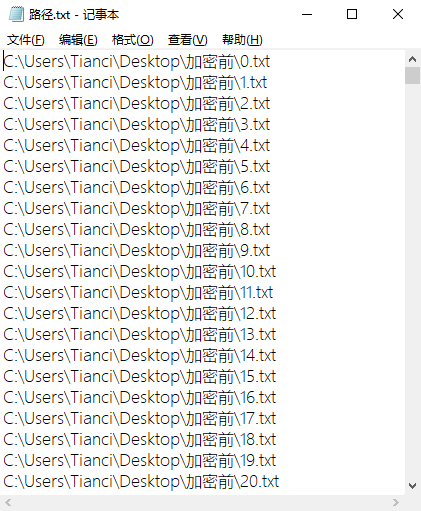 路径.txt - 记事本
文件(F) 编辑(E) 格式(O) 查看(V) 帮助(H)
C:\Users\Tianci\Desktop\加密前\0.txt
C:\Users\Tianci\Desktop\加密前\1.txt
C:\Users\Tianci\Desktop\加密前\2.txt
C:\Users\Tianci\Desktop\加密前\3.txt
C:\Users\Tianci\Desktop\加密前\4.txt
C:\Users\Tianci\Desktop\加密前\5.txt
C:\Users\Tianci\Desktop\加密前\6.txt
C:\Users\Tianci\Desktop\加密前\7.txt
C:\Users\Tianci\Desktop\加密前\8.txt
C:\Users\Tianci\Desktop\加密前\9.txt
C:\Users\Tianci\Desktop\加密前\10.txt
C:\Users\Tianci\Desktop\加密前\11.txt
C:\Users\Tianci\Desktop\加密前\12.txt
C:\Users\Tianci\Desktop\加密前\13.txt
C:\Users\Tianci\Desktop\加密前\14.txt
C:\Users\Tianci\Desktop\加密前\15.txt
C:\Users\Tianci\Desktop\加密前\16.txt
C:\Users\Tianci\Desktop\加密前\17.txt
C:\Users\Tianci\Desktop\加密前\18.txt
C:\Users\Tianci\Desktop\加密前\19.txt
C:\Users\Tianci\Desktop\加密前\20.txt